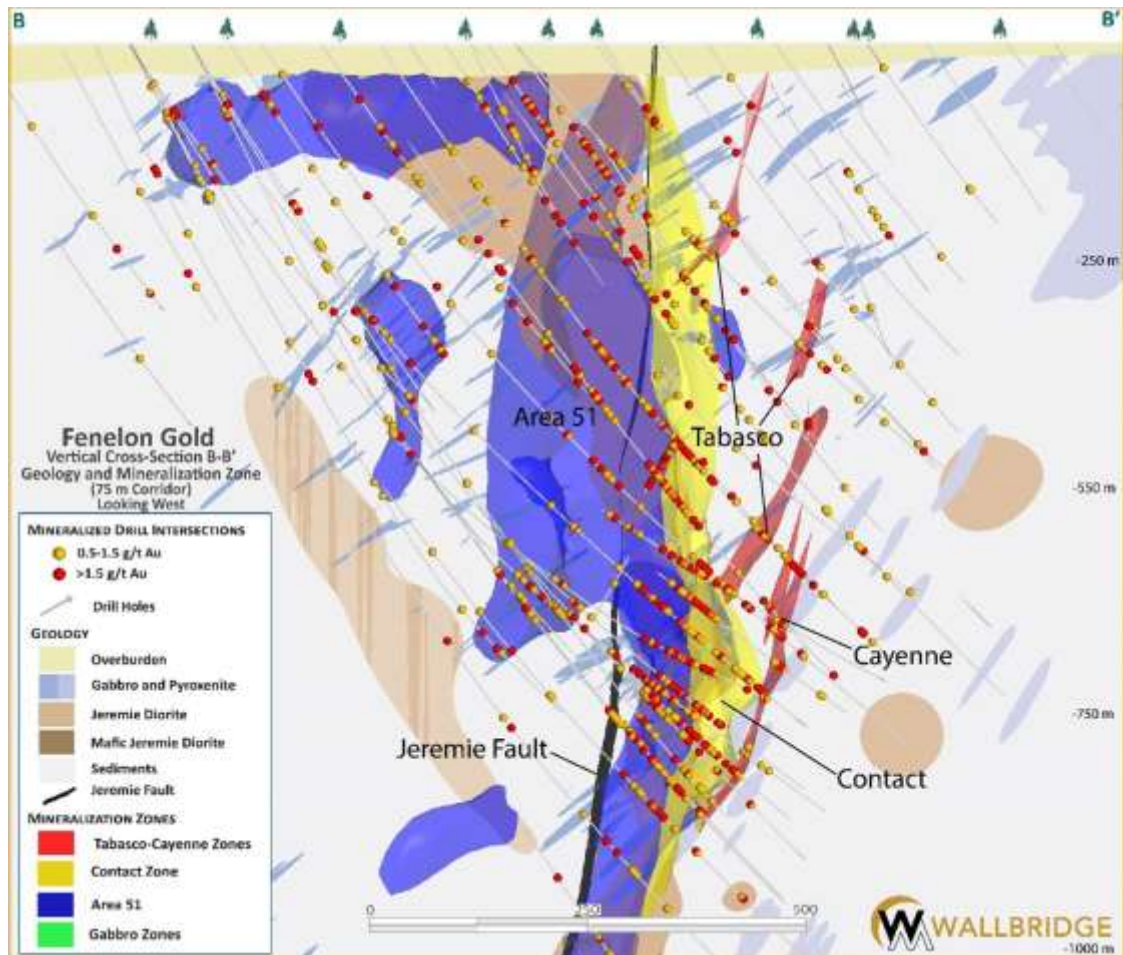 B
B'
-250 m
Area 51
Tabasco
Fenelon Gold
Vertical Cross-Section B-B'
Geology and Mineralization Zone
(75 m Corridor)
Looking West
-550 m
MINERALIZED DRILL INTERSECTIONS
0.5-1.5 g/t Au
>1.5 g/t Au
Drill Holes
GEOLOGY
Overburden
Gabbro and Pyroxenite
Jeremie Diorite
Mafic Jeremie Diorite
Sediments
Jeremie Fault
MINERALIZATION ZONES
Tabasco-Cayenne Zones
Contact Zone
Area 51
Gabbro Zones
Cayenne
-750 m
Jeremie Fault
Contact
0
250
500
WALLBRIDGE
-1000 m